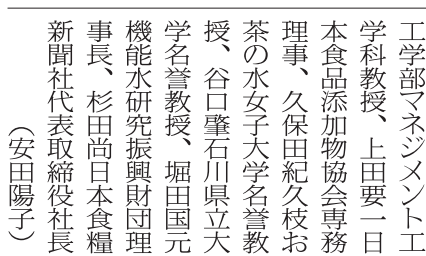 工学部マネジメント工
学科教授、上田要一日
本食品添加物協会専務
理事、久保田紀久枝お
茶の水女子大学名誉教
授、谷口肇石川県立大
学名誉教授、堀田国元
機能水研究振興財団理
事長、杉田尚日本食糧
新聞社代表取締役社長
（安田陽子）